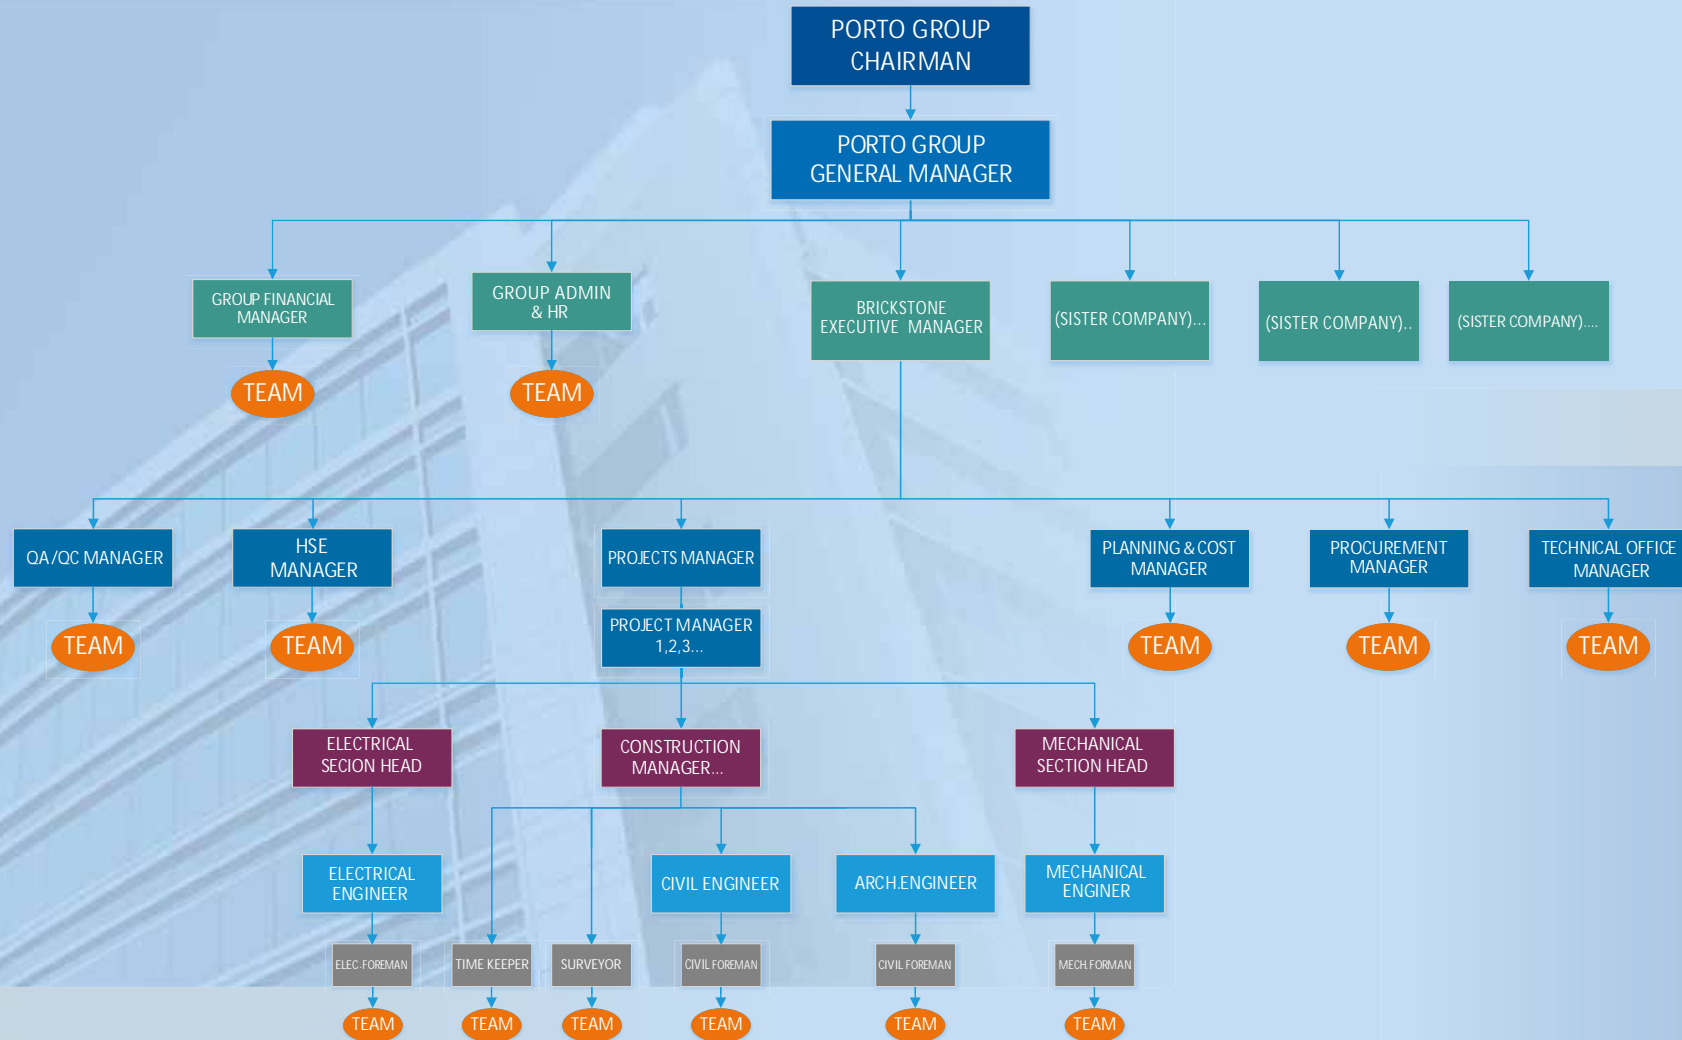 PORTO GROUP
CHAIRMAN
PORTO GROUP
GENERAL MANAGER
GROUP FINANCIAL
MANAGER
GROUP ADMIN
& HR
BRICKSTONE
EXECUTIVE MANAGER
(SISTER COMPANY)...
(SISTER COMPANY)..
(SISTER COMPANY)....
TEAM
TEAM
QA/QC MANAGER
HSE
MANAGER
PROJECTS MANAGER
PLANNING & COST
MANAGER
PROCUREMENT
MANAGER
TECHNICAL OFFICE
MANAGER
TEAM
TEAM
PROJECT MANAGER
1,2,3...
TEAM
TEAM
TEAM
ELECTRICAL
SECION HEAD
CONSTRUCTION
MANAGER...
MECHANICAL
SECTION HEAD
ELECTRICAL
ENGINEER
CIVIL ENGINEER
ARCH.ENGINEER
MECHANICAL
ENGINER
ELEC-FOREMAN
TIME KEEPER
SURVEYOR
CIVIL FOREMAN
CIVIL FOREMAN
MECH.FORMAN
TEAM
TEAM
TEAM
TEAM
TEAM
TEAM